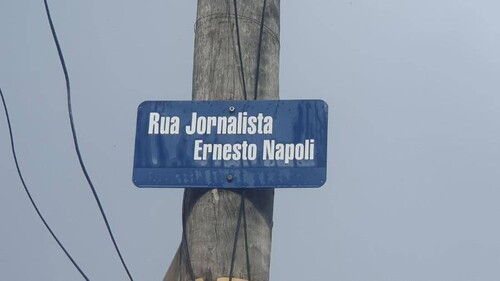 Rua Jornalista
Ernesto Napoli